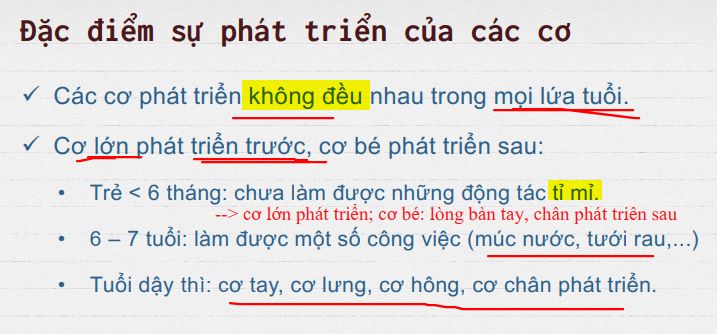 Đặc điểm sự phát triển của các cơ
✓ Các cơ phát triển không đều nhau trong mọi lứa tuổi.
✓ Cơ lớn phát triển trước, cơ bé phát triển sau:
• Trẻ < 6 tháng: chưa làm được những động tác tỉ mỉ.
--> cơ lớn phát triển; cơ bé: lòng bàn tay, chân phát triên sau
• 6 – 7 tuổi: làm được một số công việc (múc nước, tưới rau,...)
• Tuổi dậy thì: cơ tay, cơ lưng, cơ hông, cơ chân phát triển.